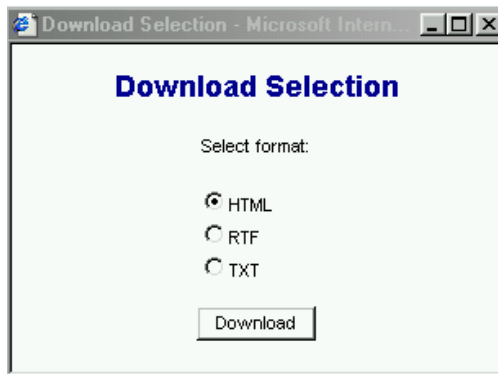 Download Selection - Microsoft Intern...
Download Selection
Select format:
HTML
RTF
TXT
Download